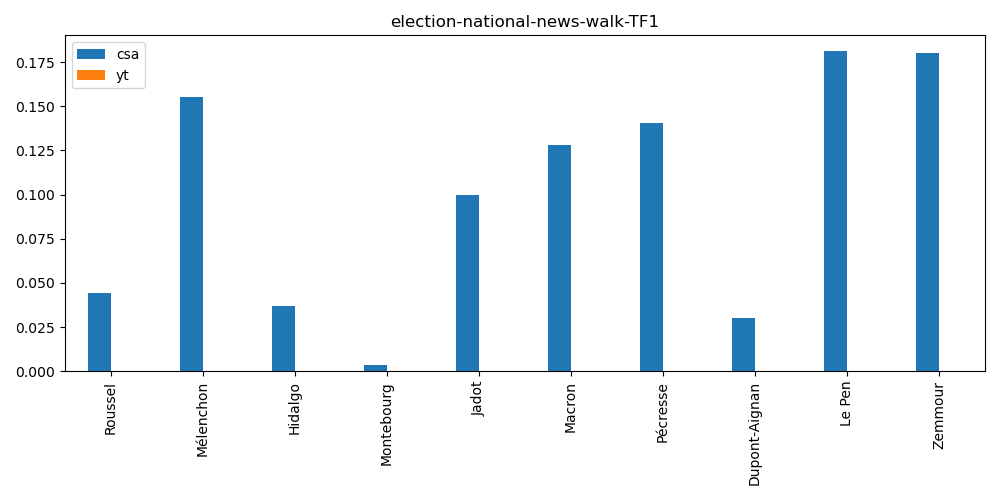 election-national-news-walk-TF1
csa
yt
0.175
0.150
0.125
0.100
0.075
0.050
0.025
0.000
Roussel
Mélenchon
Hidalgo
Montebourg
Jadot
Macron
Pécresse
Dupont-Aignan
Le Pen
Zemmour